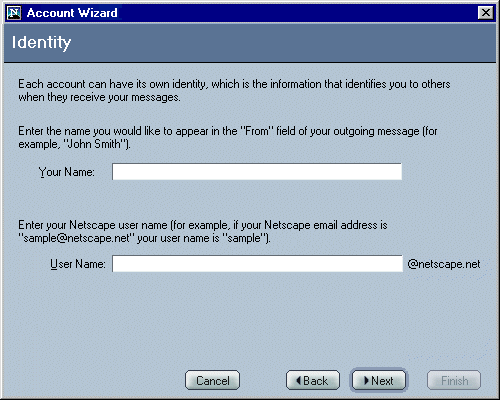 Account Wizard
Identity
Each account can have its own identity, which is the information that identifies you to others
when they receive your messages.
Enter the name you would like to appear in the "From" field of your outgoing message (for
example, "John Smith").
Your Name:
Enter your Netscape user name (for example, if your Netscape email address is
"sample@netscape.net" your user name is "sample").
User Name: @netscape.net
Cancel Back Next Finish